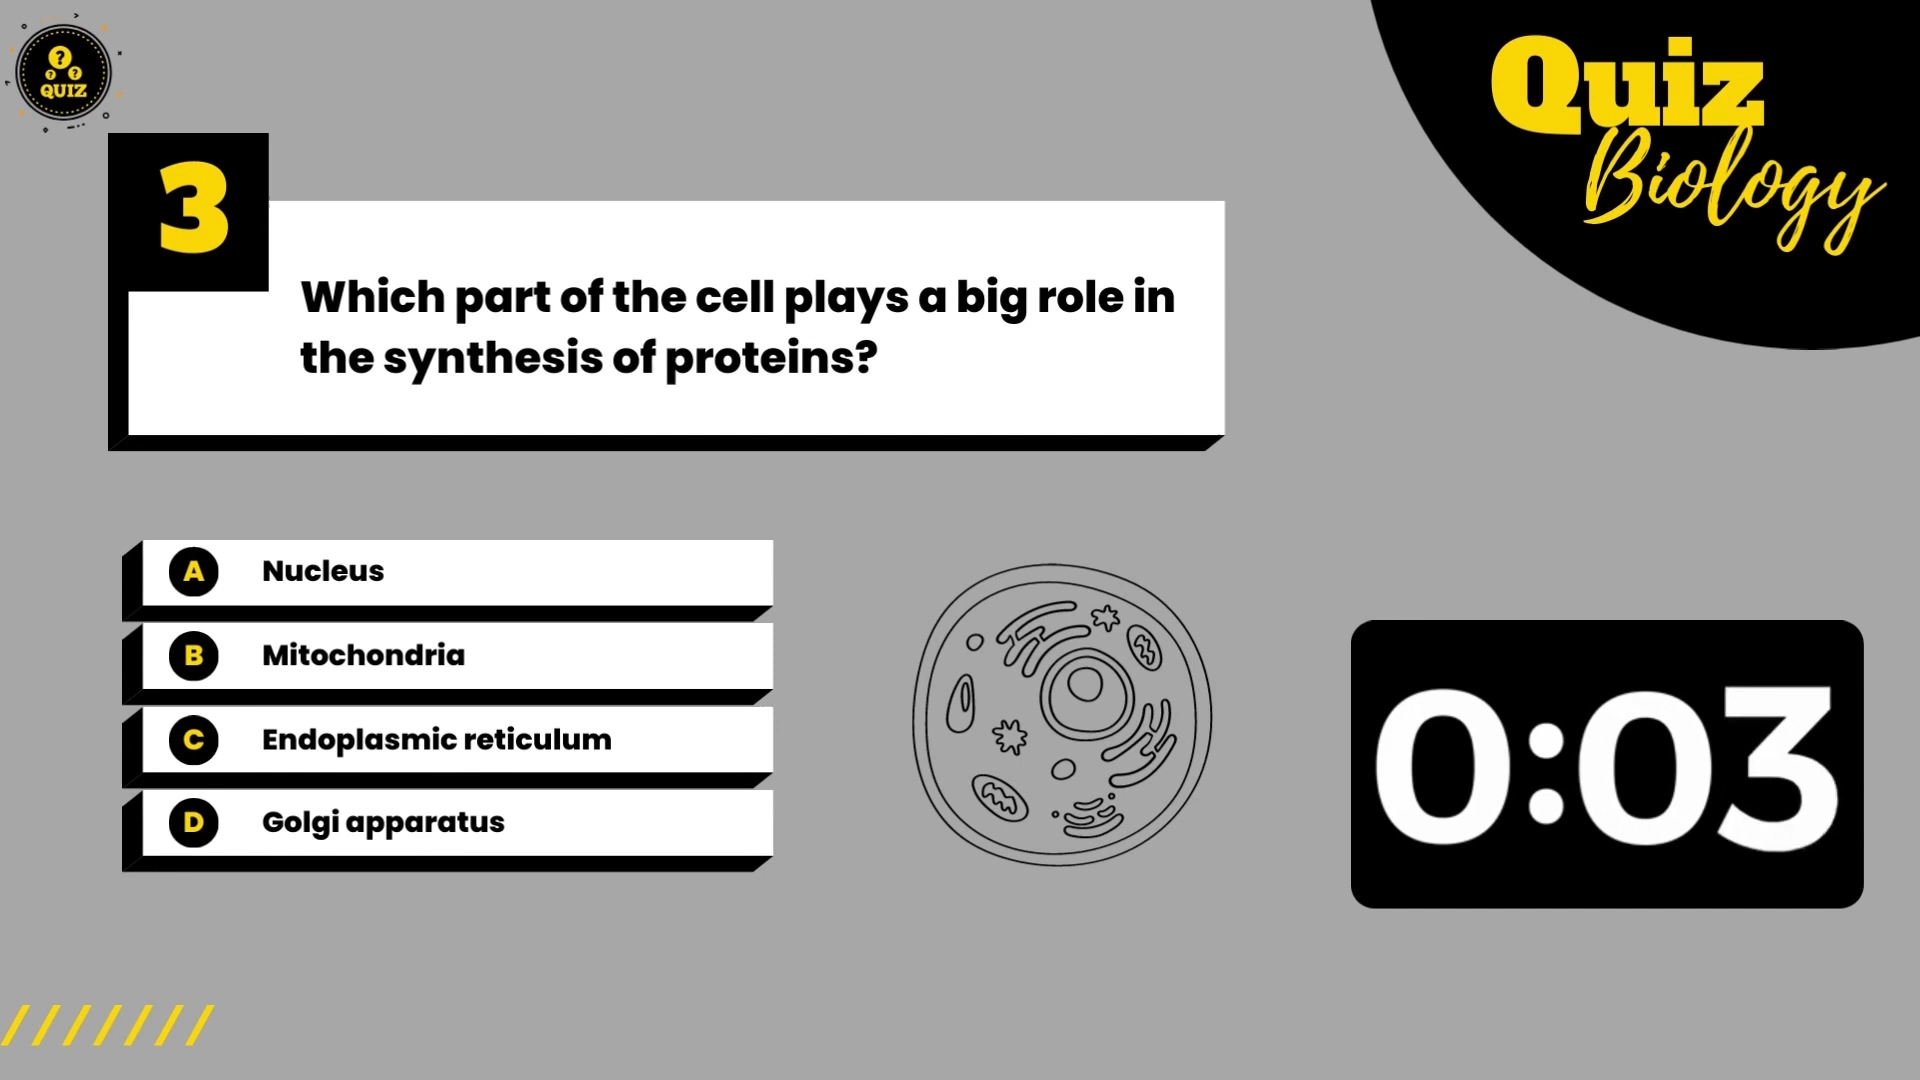 ? ? ?
QUIZ
Quiz
Biology
3
Which part of the cell plays a big role in
the synthesis of proteins?
A Nucleus
B Mitochondria
C Endoplasmic reticulum
D Golgi apparatus
0:03